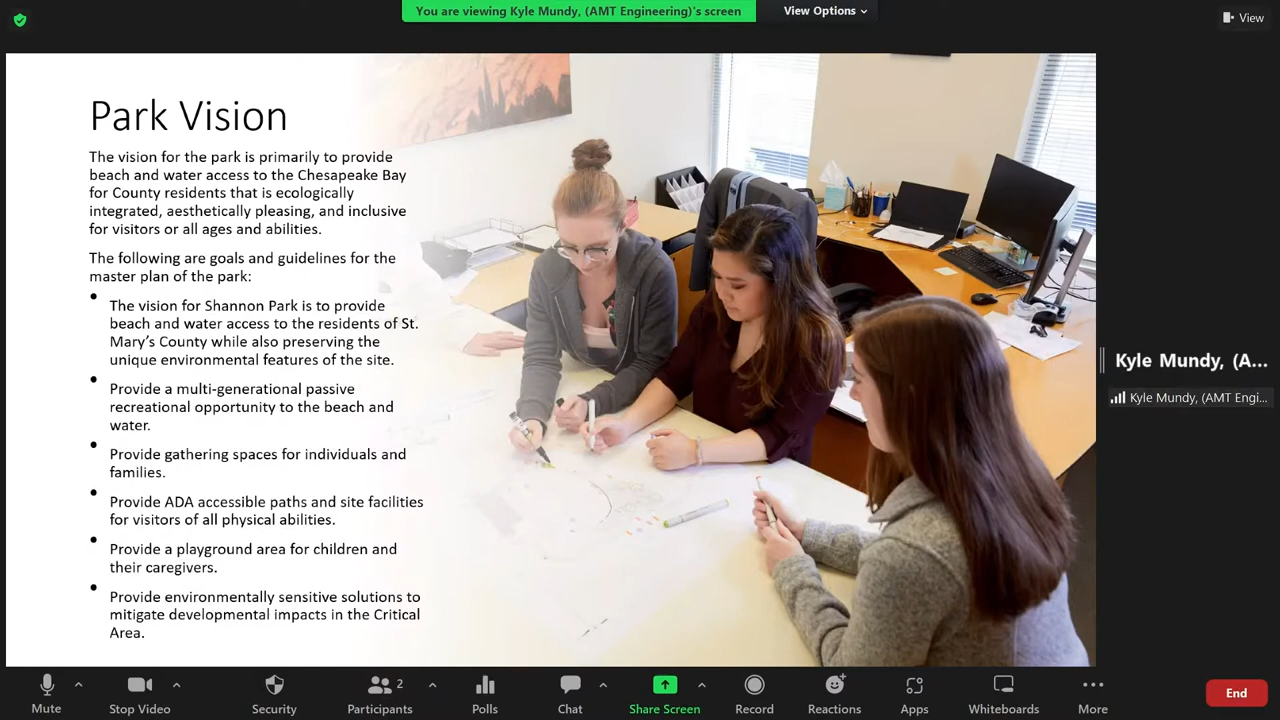 You are viewing Kyle Mundy, (AMT Engineering)'s screen
View Options
View
Park Vision
The vision for the park is primarily to provide
beach and water access to the Chesapeake Bay
for County residents that is ecologically
integrated, aesthetically pleasing, and inclusive
for visitors or all ages and abilities.
The following are goals and guidelines for the
master plan of the park:
• The vision for Shannon Park is to provide
beach and water access to the residents of St.
Mary's County while also preserving the
unique environmental features of the site.
• Provide a multi-generational passive
recreational opportunity to the beach and
water.
• Provide gathering spaces for individuals and
families.
• Provide ADA accessible paths and site facilities
for visitors of all physical abilities.
• Provide a playground area for children and
their caregivers.
• Provide environmentally sensitive solutions to
mitigate developmental impacts in the Critical
Area.
Kyle Mundy, (A...
Kyle Mundy, (AMT Engi...
Mute
Stop Video
Security
Participants 2
Polls
Chat
Share Screen
Record
Reactions
Apps
Whiteboards
More
End